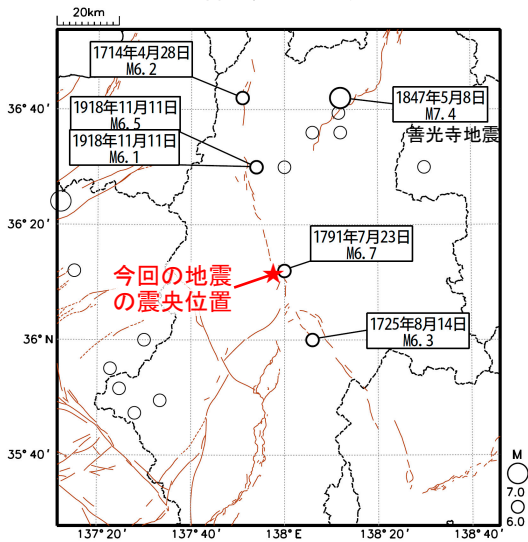 20km
1714年4月28日
M6.2
1918年11月11日
M6.5
1918年11月11日
M6.1
1847年5月8日
M7.4
善光寺地震
1791年7月23日
M6.7
今回の地震
の震央位置
1725年8月14日
M6.3
36°40'
36°20'
36°N
35°40'
137°20'
137°40'
138°E
138°20'
138°40'
M
7.0
6.0